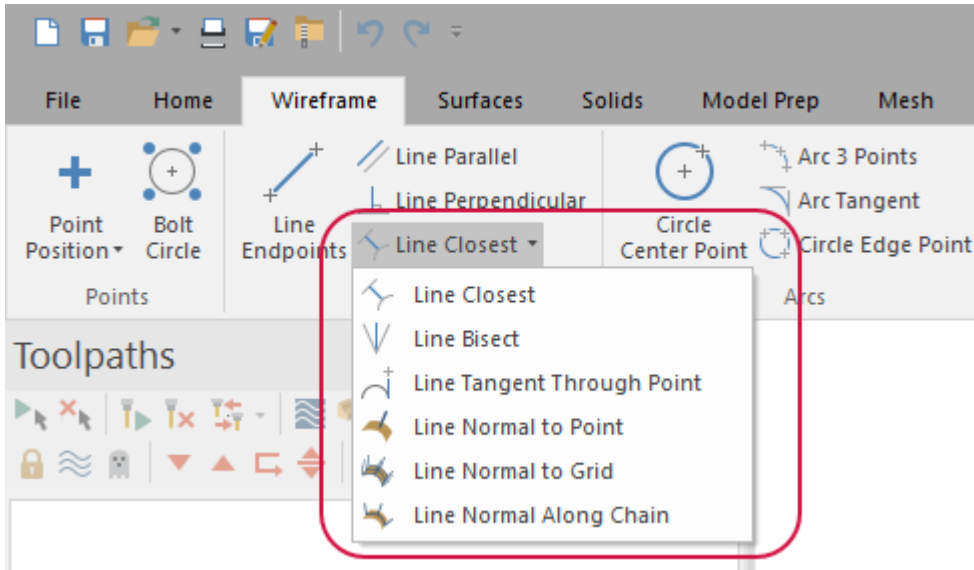 File Home Wireframe Surfaces Solids Model Prep Mesh
Point Position
Bolt Circle
Points
Line Endpoints
Line Parallel
Line Perpendicular
Line Closest
Circle Center Point
Arc 3 Points
Arc Tangent
Circle Edge Point
Arcs
Line Closest
Line Bisect
Line Tangent Through Point
Line Normal to Point
Line Normal to Grid
Line Normal Along Chain
Toolpaths